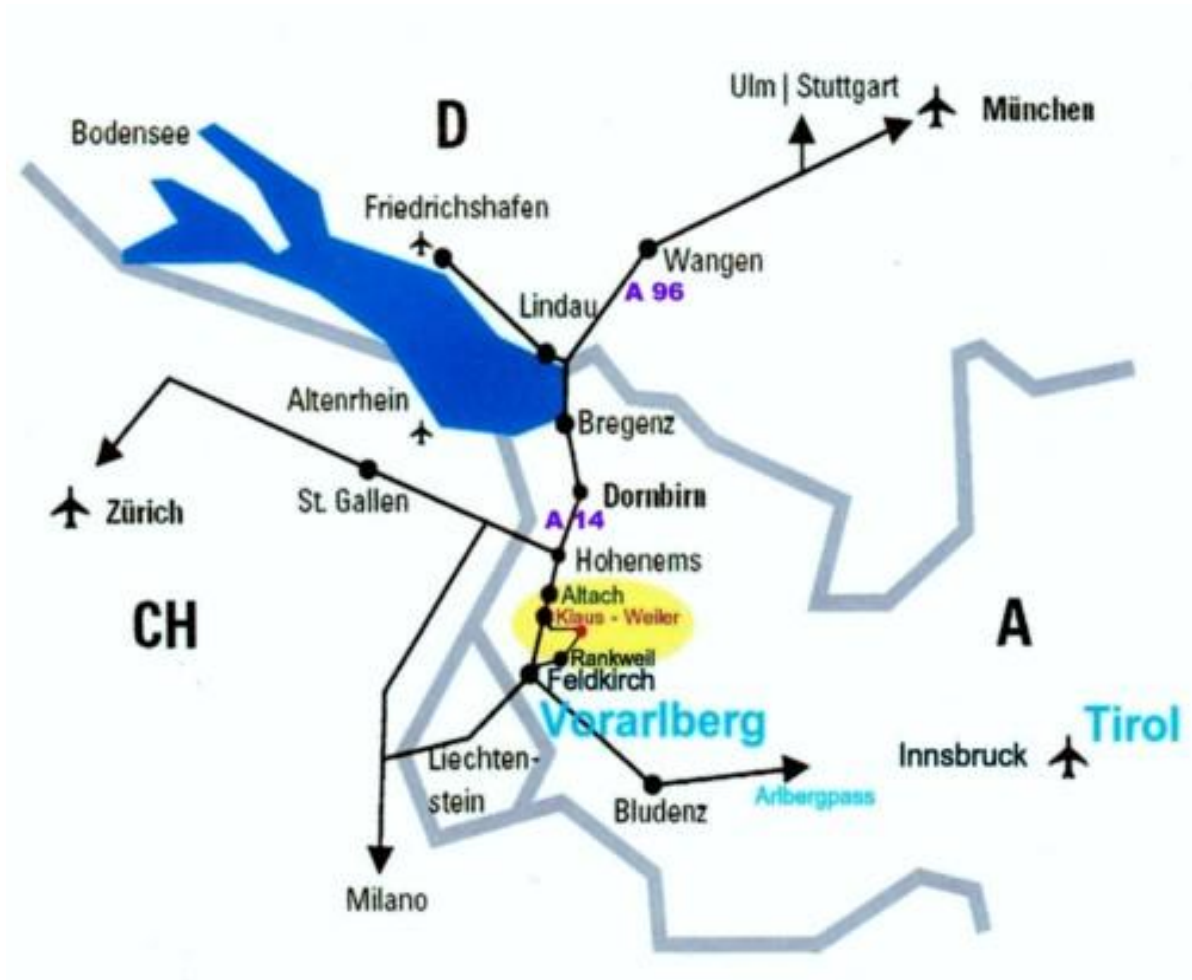 Ulm | Stuttgart
München
D
Bodensee
Friedrichshafen
Wangen
A 96
Lindau
Altenrhein
Bregenz
St. Gallen
Dornbirn
Zürich
A 14
Hohenems
Altach
Klaus - Weiler
CH
A
Rankweil
Feldkirch
Vorarlberg
Tirol
Innsbruck
Liechten-
stein
Arlbergpass
Bludenz
Milano